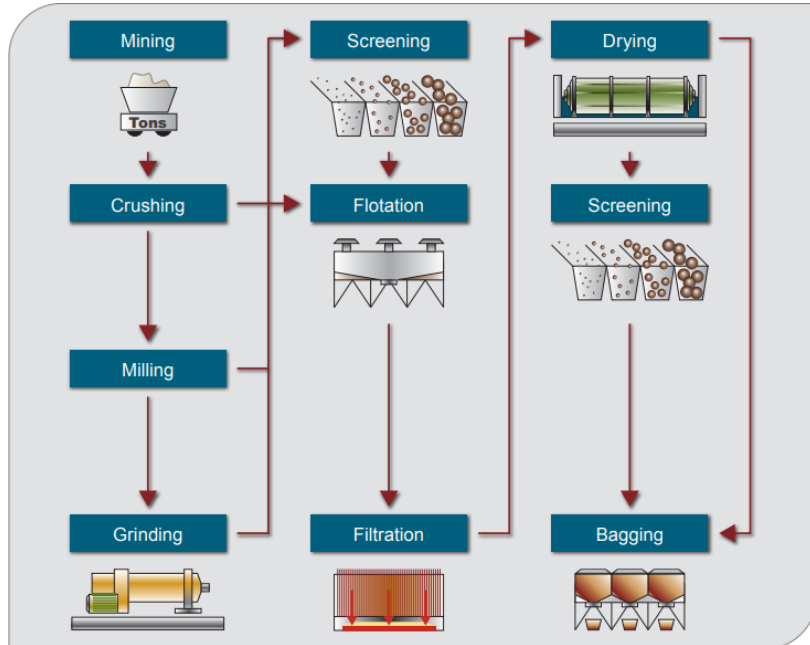 Mining
Tons
Crushing
Milling
Grinding
Screening
Flotation
Filtration
Drying
Screening
Bagging